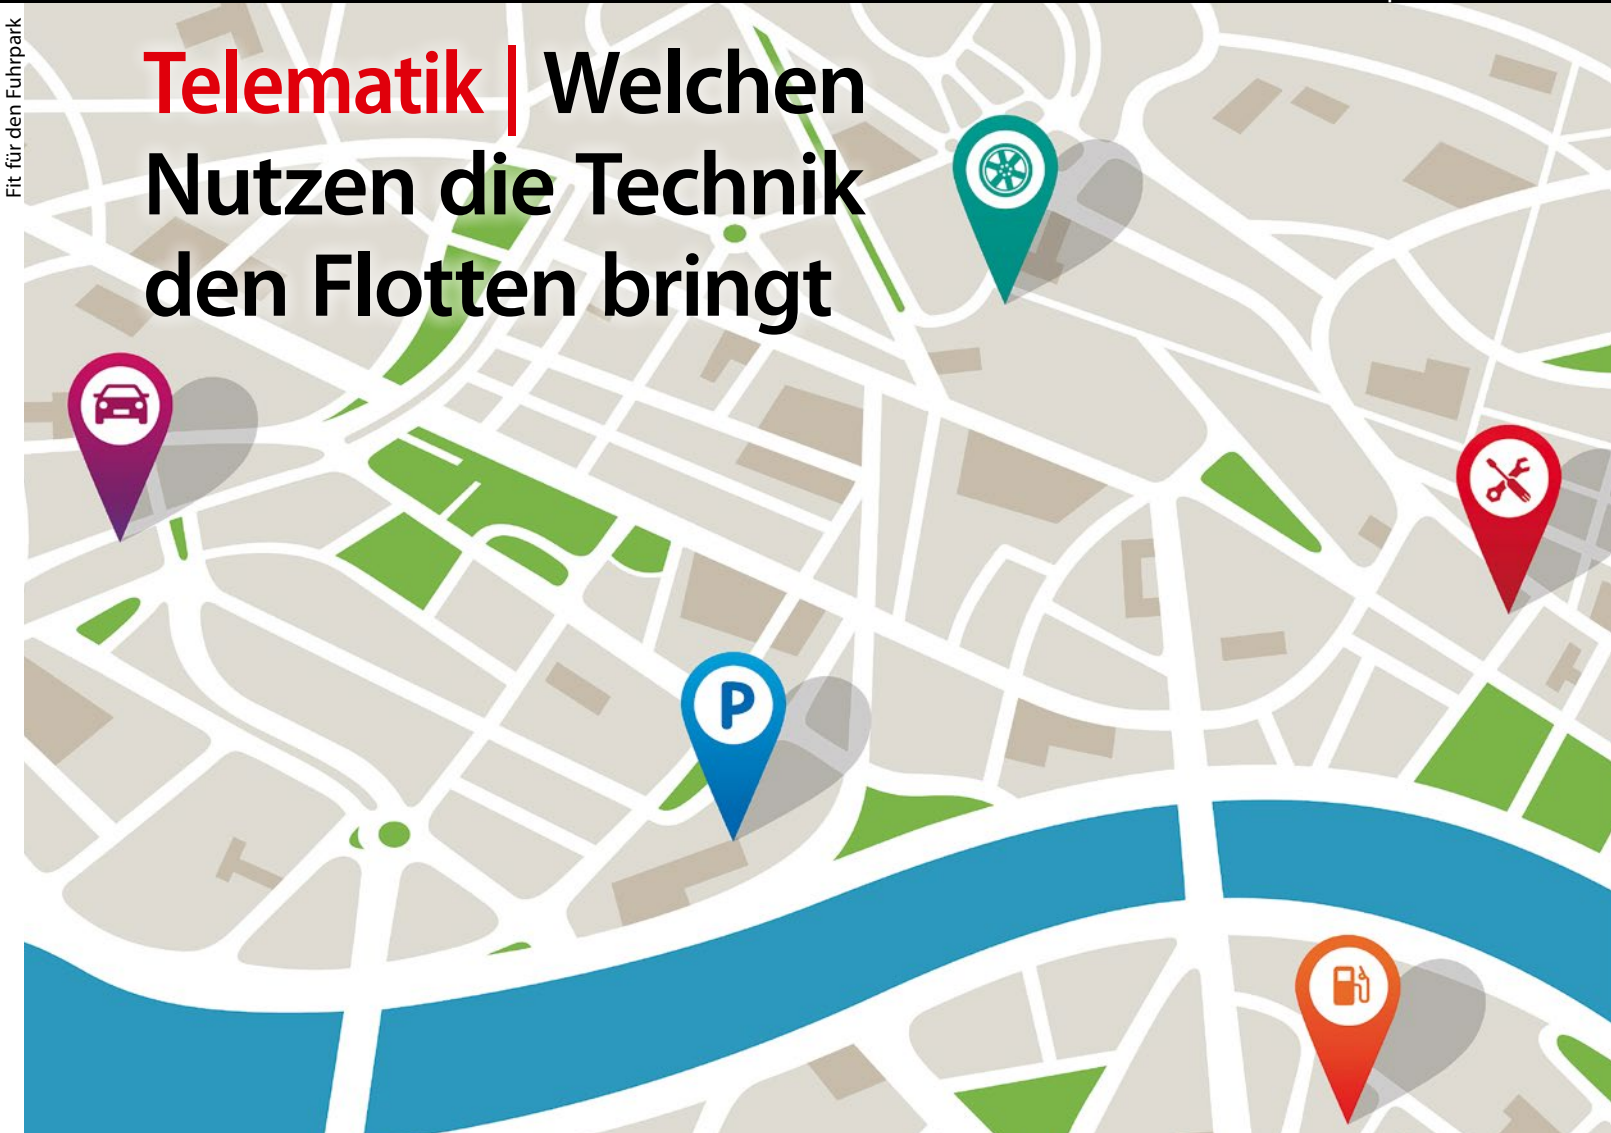 Fit für den Fuhrpark
Telematik | Welchen
Nutzen die Technik
den Flotten bringt
P